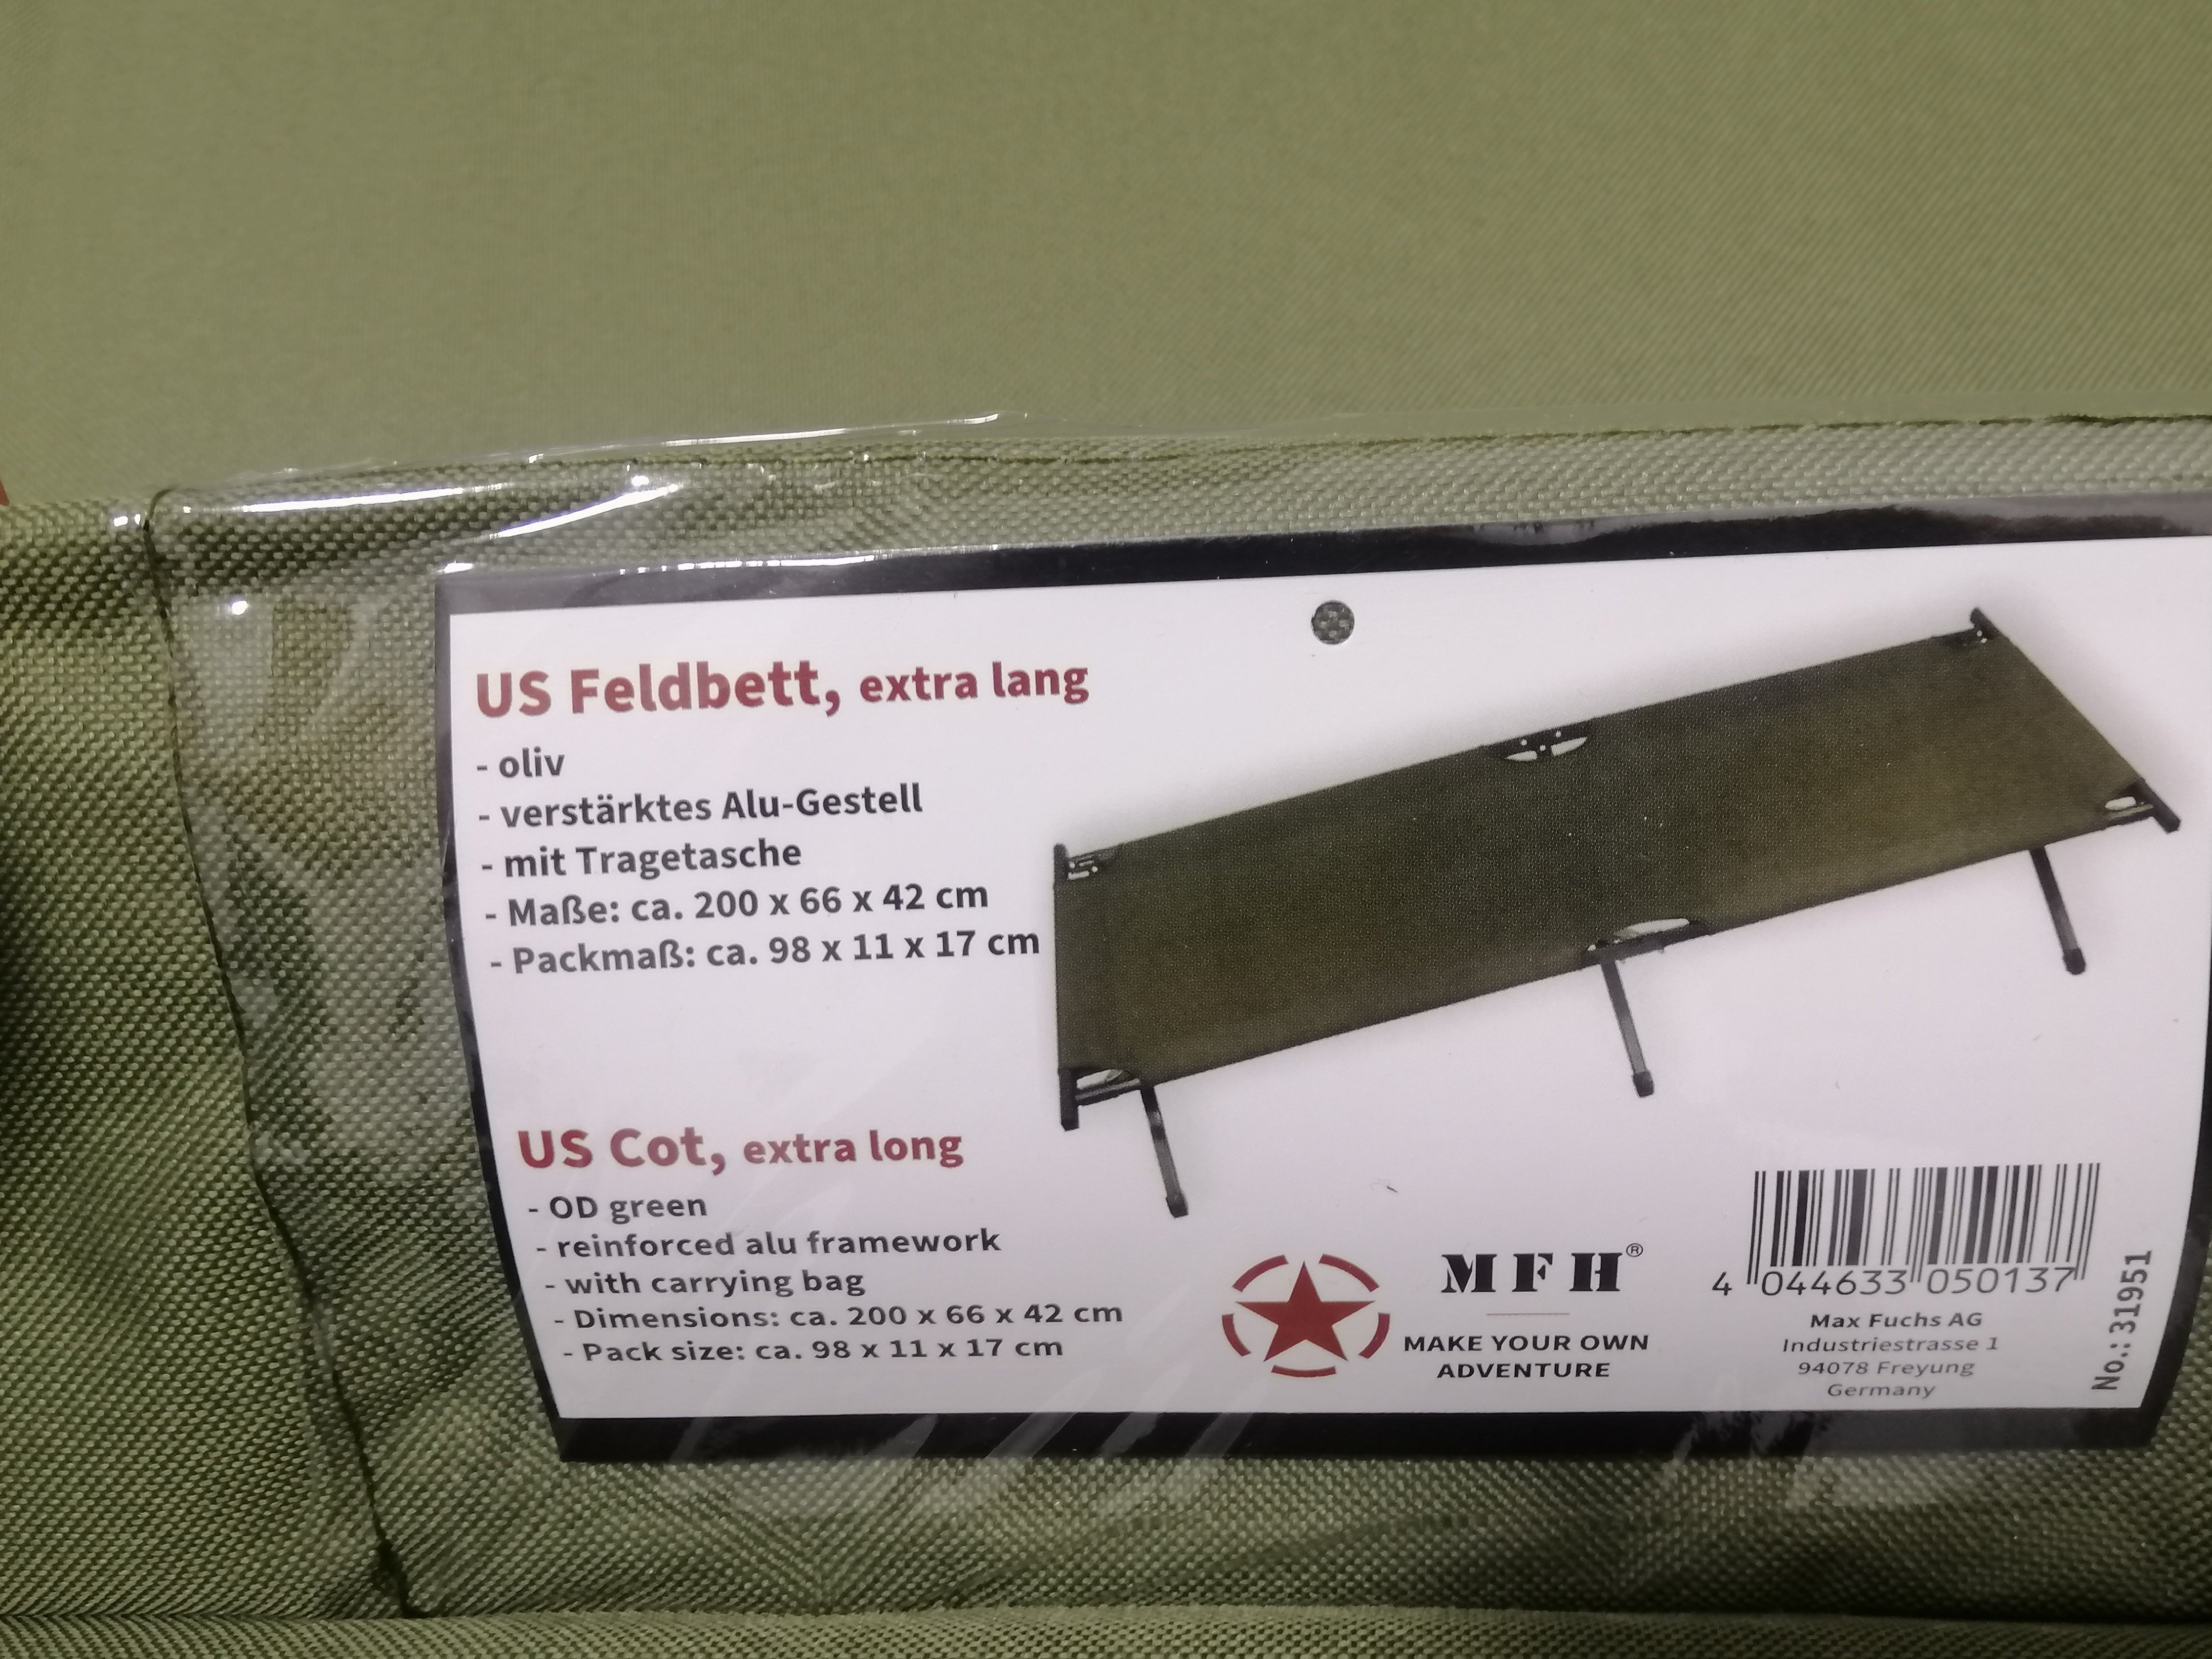 US Feldbett, extra lang
- oliv
- verstärktes Alu-Gestell
- mit Tragetasche
- Maße: ca. 200 x 66 x 42 cm
- Packmaß: ca. 98 x 11 x 17 cm
US Cot, extra long
- OD green
- reinforced alu framework
- with carrying bag
- Dimensions: ca. 200 x 66 x 42 cm
- Pack size: ca. 98 x 11 x 17 cm
MFH®
MAKE YOUR OWN
ADVENTURE
4 044633 050137
Max Fuchs AG
Industriestrasse 1
94078 Freyung
Germany
No.: 31951